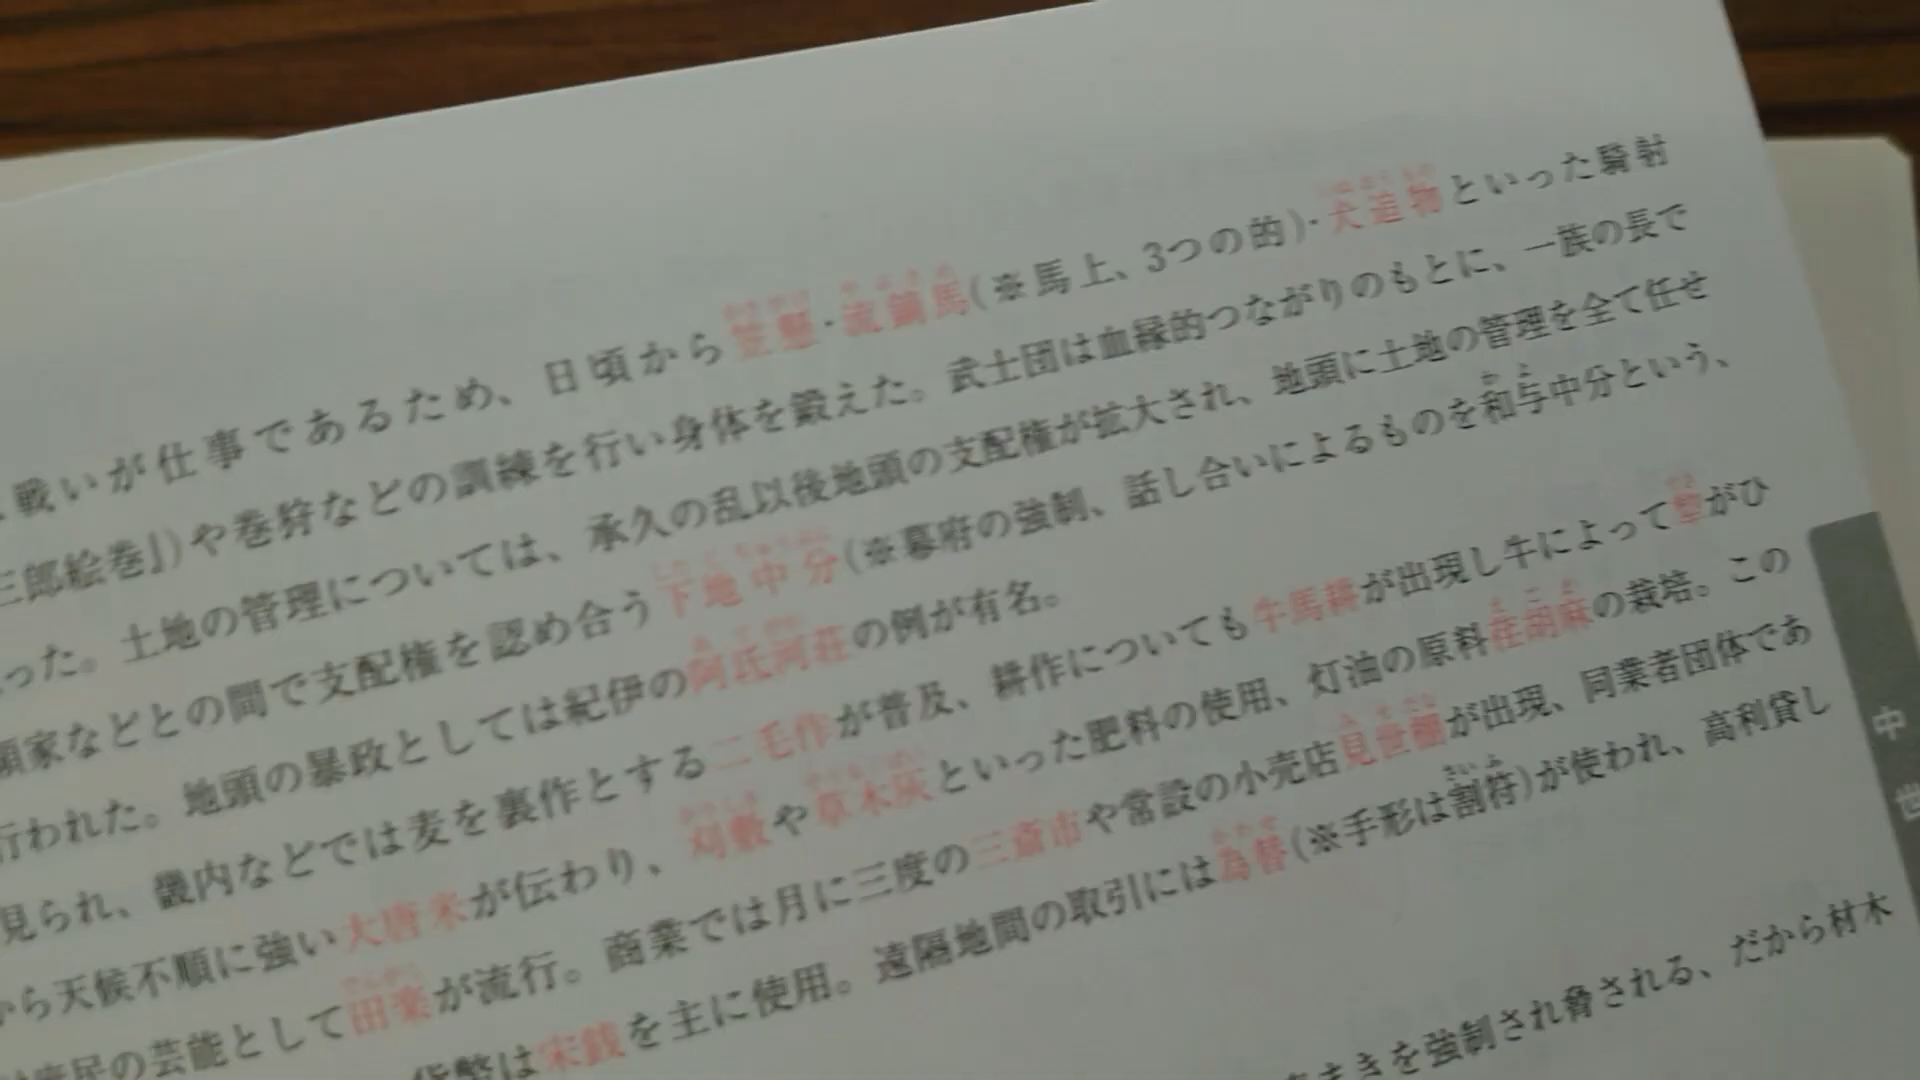 戦いが仕事であるため、日頃から笠懸・流鏑馬(※馬上、3つの的)・犬追物といった騎射
三郎絵巻』)や巻狩などの訓練を行い身体を鍛えた。武士団は血縁的つながりのもとに、一族の長で
った。土地の管理については、承久の乱以後地頭の支配権が拡大され、地頭に土地の管理を全て任せ
領家などとの間で支配権を認め合う下地中分(※幕府の強制、話し合いによるものを和与中分という、
行われた。地頭の暴政としては紀伊の阿氐河荘の例が有名。
見られ、畿内などでは麦を裏作とする二毛作が普及、耕作についても牛馬耕が出現し牛によって犂がひ
から天候不順に強い大唐米が伝わり、刈敷や草木灰といった肥料の使用、灯油の原料荏胡麻の栽培。この
庶民の芸能として田楽が流行。商業では月に三度の三斎市や常設の小売店見世棚が出現、同業者団体であ
貨幣は宋銭を主に使用。遠隔地間の取引には為替(※手形は割符)が使われ、高利貸し
まきを強制され脅される、だから材木
中世